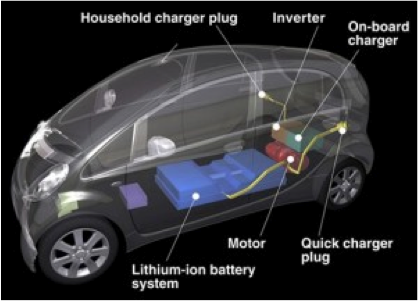 Household charger plug
Inverter
On-board
charger
Motor
Quick charger
plug
Lithium-ion battery
system